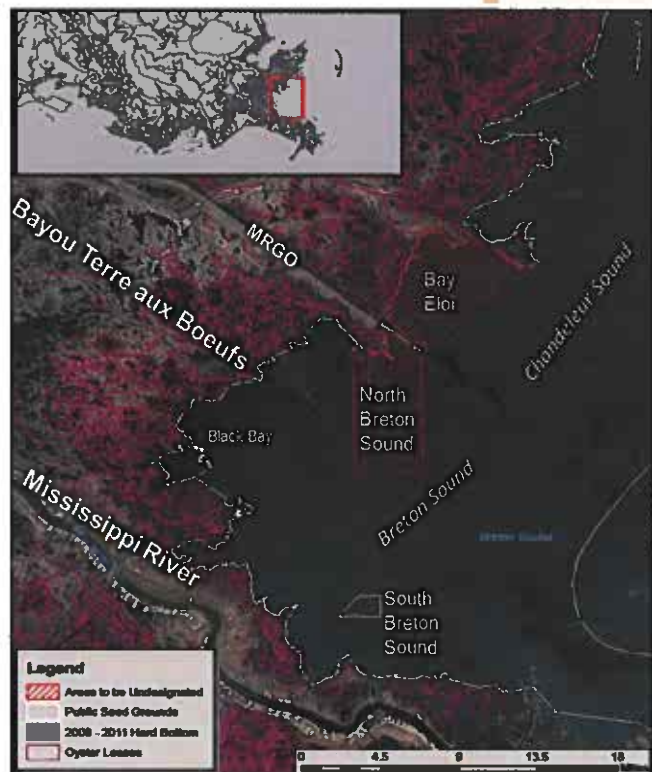 MRGO
Bayou Terre aux Boeufs
Bay
Eloi
Chandeleur Sound
North
Breton
Sound
Black Bay
Breton Sound
Mississippi River
South
Breton
Sound
Legend
Areas to be Undesignated
Public Seed Grounds
2008 - 2011 Hard Bottom
Oyster Leases
0 4.5 9 13.5 18